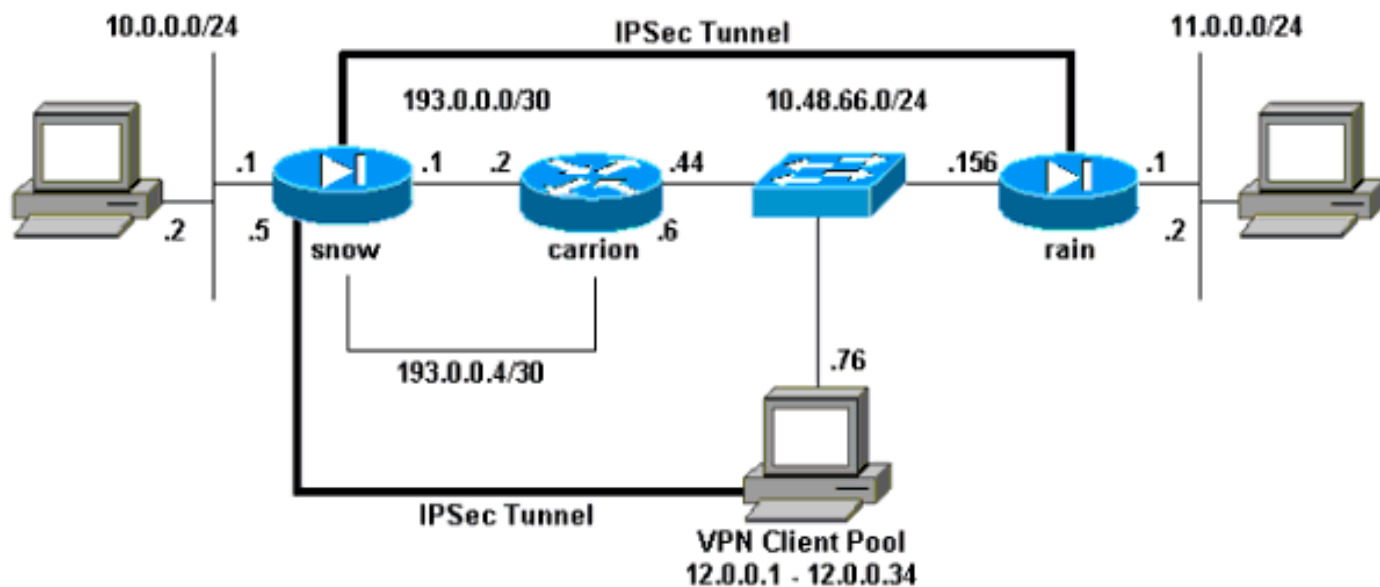 10.0.0.0/24
IPSec Tunnel
11.0.0.0/24
193.0.0.0/30
10.48.66.0/24
.1
.1
.2
.44
.156
.1
.2
.5
.6
.2
snow
carrion
rain
193.0.0.4/30
.76
IPSec Tunnel
VPN Client Pool
12.0.0.1 - 12.0.0.34